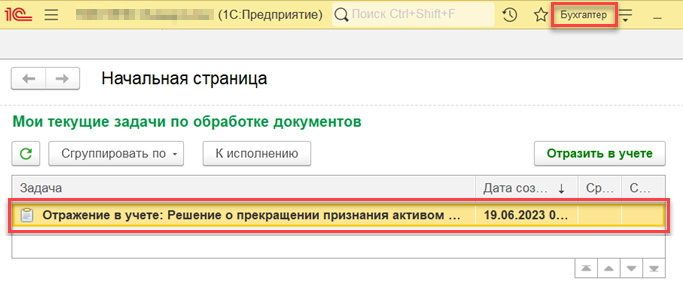 1С (1С:Предприятие) Поиск Ctrl+Shift+F Бухгалтер
Начальная страница
Мои текущие задачи по обработке документов
Сгруппировать по К исполнению Отразить в учете
Задача Дата соз... Ср... С...
Отражение в учете: Решение о прекращении признания активом ... 19.06.2023 0...